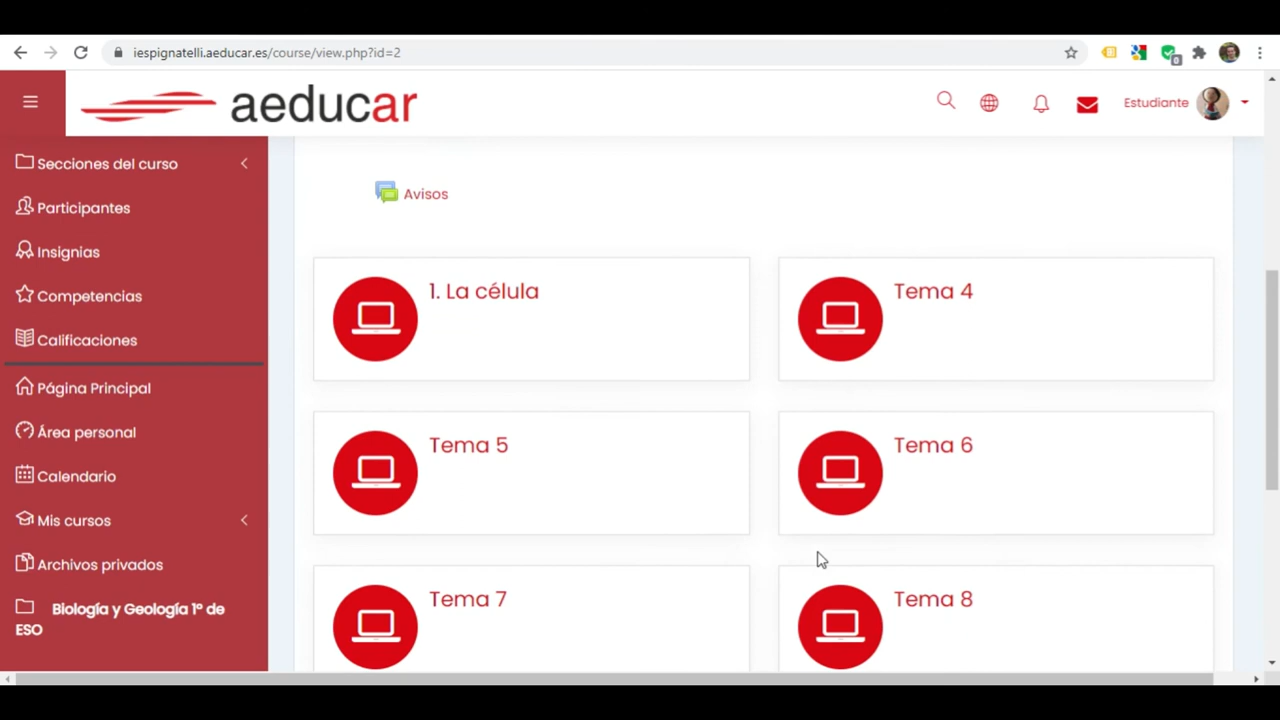 iespignatelli.aeducar.es/course/view.php?id=2
0
aeducar
Estudiante
Secciones del curso
Participantes
Insignias
Competencias
Calificaciones
Página Principal
Área personal
Calendario
Mis cursos
Archivos privados
Biología y Geología 1º de
ESO
Avisos
1. La célula
Tema 4
Tema 5
Tema 6
Tema 7
Tema 8